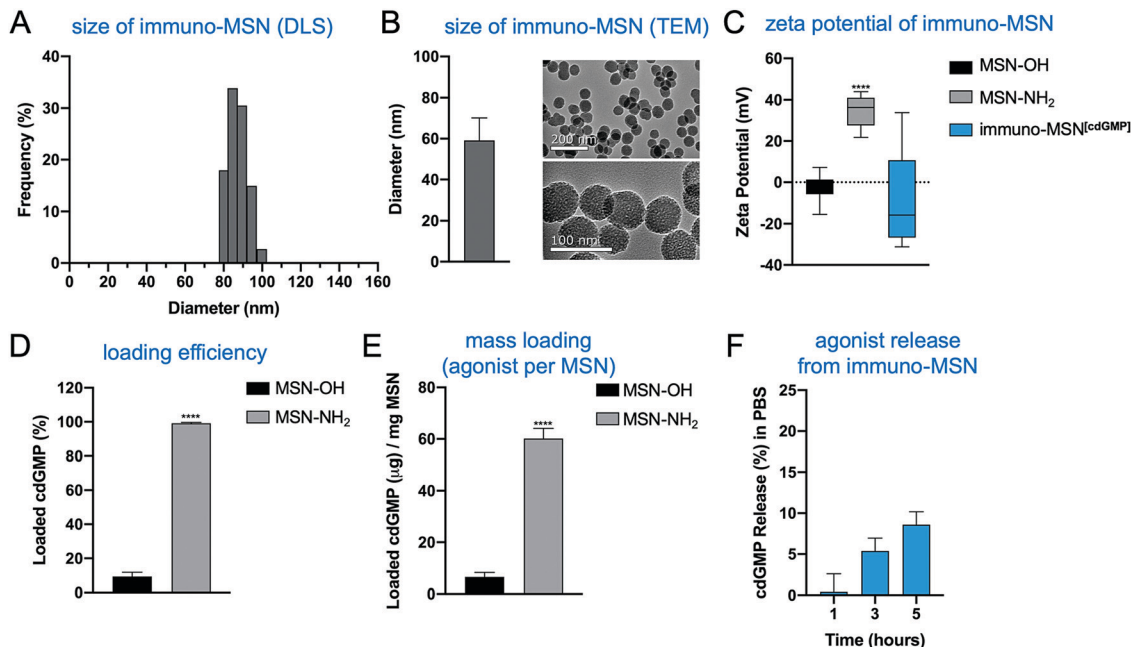 A size of immuno-MSN (DLS)
Frequency (%)
40
30
20
10
0
0 20 40 60 80 100 120 140 160
Diameter (nm)
B size of immuno-MSN (TEM)
Diameter (nm)
100
80
60
40
20
0
200 nm
100 nm
C zeta potential of immuno-MSN
Zeta Potential (mV)
60
40
20
0
-20
-40
****
MSN-OH
MSN-NH₂
immuno-MSN[cdGMP]
D loading efficiency
Loaded cdGMP (%)
120
100
80
60
40
20
0
****
MSN-OH
MSN-NH₂
E mass loading
(agonist per MSN)
Loaded cdGMP (µg) / mg MSN
80
60
40
20
0
****
MSN-OH
MSN-NH₂
F agonist release
from immuno-MSN
cdGMP Release (%) in PBS
25
20
15
10
5
0
1 3 5
Time (hours)